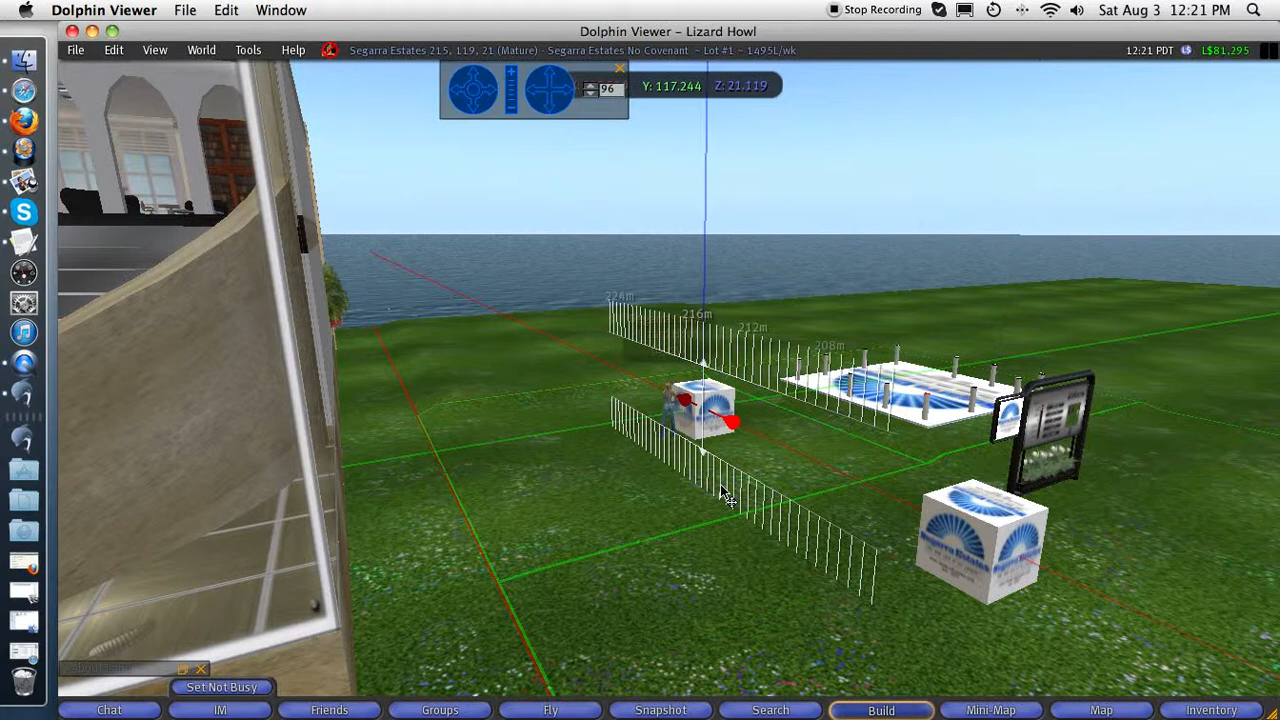 Dolphin Viewer File Edit Window Stop Recording Sat Aug 3 12:21 PM
Dolphin Viewer - Lizard Howl
File Edit View World Tools Help Segarra Estates 215, 119, 21 (Mature) - Segarra Estates No Covenant ~ Lot #1 ~ 1495L/wk 12:21 PDT L$ L$81,295
96 Y: 117.244 Z: 21.119
224m
216m
212m
208m
Segarra Estates
Set Not Busy
Chat IM Friends Groups Fly Snapshot Search Build Mini-Map Map Inventory